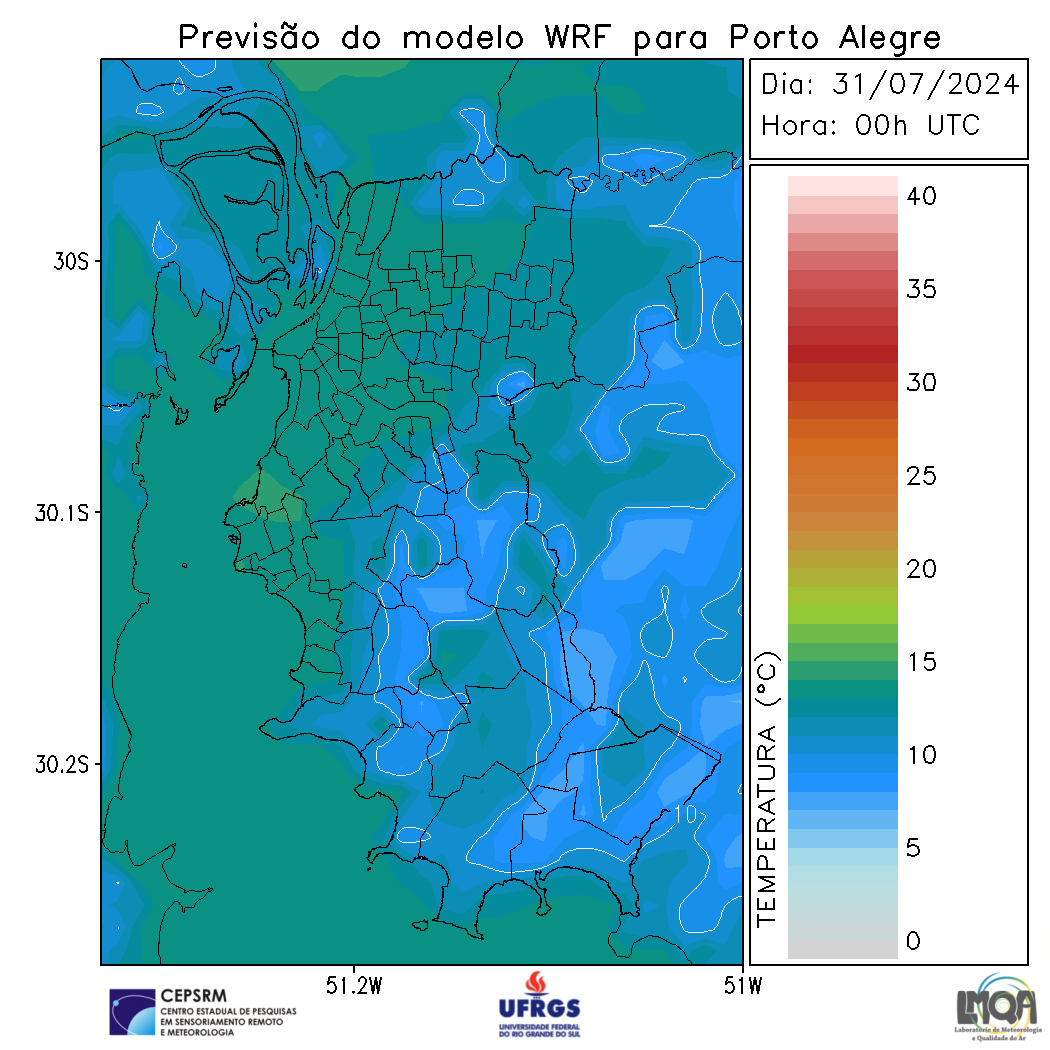 Previsão do modelo WRF para Porto Alegre
Dia: 31/07/2024
Hora: 00h UTC
40
35
30
25
20
15
10
5
0
TEMPERATURA (°C)
30S
30.1S
30.2S
10
51.2W
51W
CEPSRM
CENTRO ESTADUAL DE PESQUISAS
EM SENSORIAMENTO REMOTO
E METEOROLOGIA
UFRGS
UNIVERSIDADE FEDERAL
DO RIO GRANDE DO SUL
LMQA
Laboratório de Meteorologia
e Qualidade do Ar